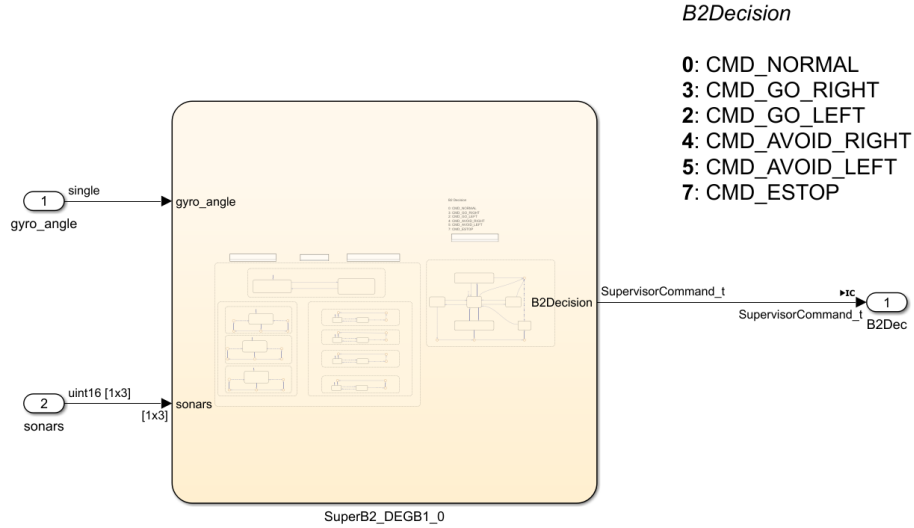 B2Decision
0: CMD_NORMAL
3: CMD_GO_RIGHT
2: CMD_GO_LEFT
4: CMD_AVOID_RIGHT
5: CMD_AVOID_LEFT
7: CMD_ESTOP
single
1
gyro_angle
gyro_angle
B2Decision
SupervisorCommand_t
IC
SupervisorCommand_t
1
B2Dec
uint16 [1x3]
2
[1x3]
sonars
sonars
SuperB2_DEGB1_0